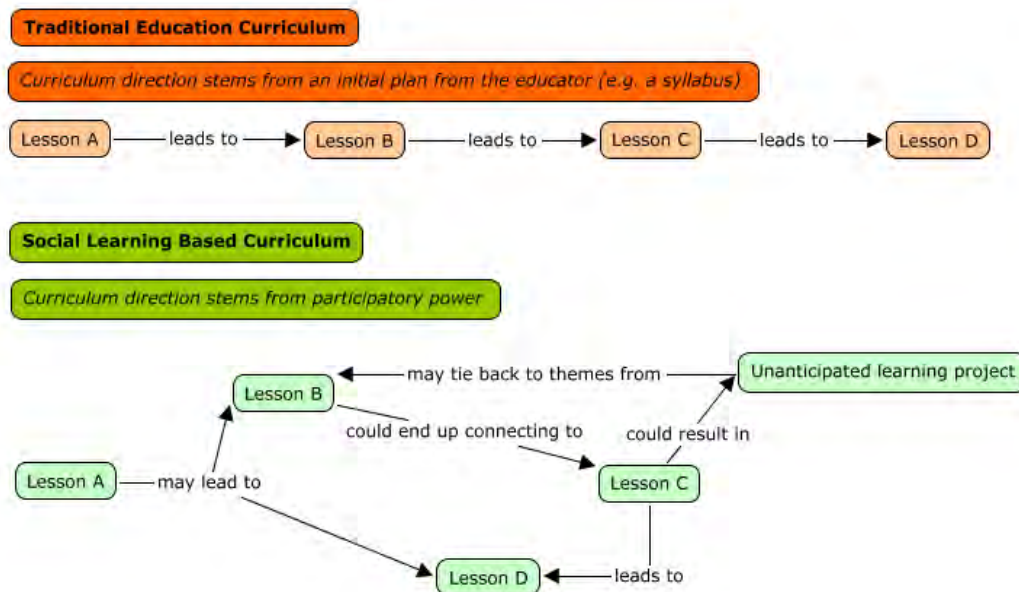 Traditional Education Curriculum
Curriculum direction stems from an initial plan from the educator (e.g. a syllabus)
Lesson A leads to Lesson B leads to Lesson C leads to Lesson D
Social Learning Based Curriculum
Curriculum direction stems from participatory power
may tie back to themes from Unanticipated learning project
Lesson B
could end up connecting to could result in
Lesson A may lead to Lesson C
Lesson D leads to